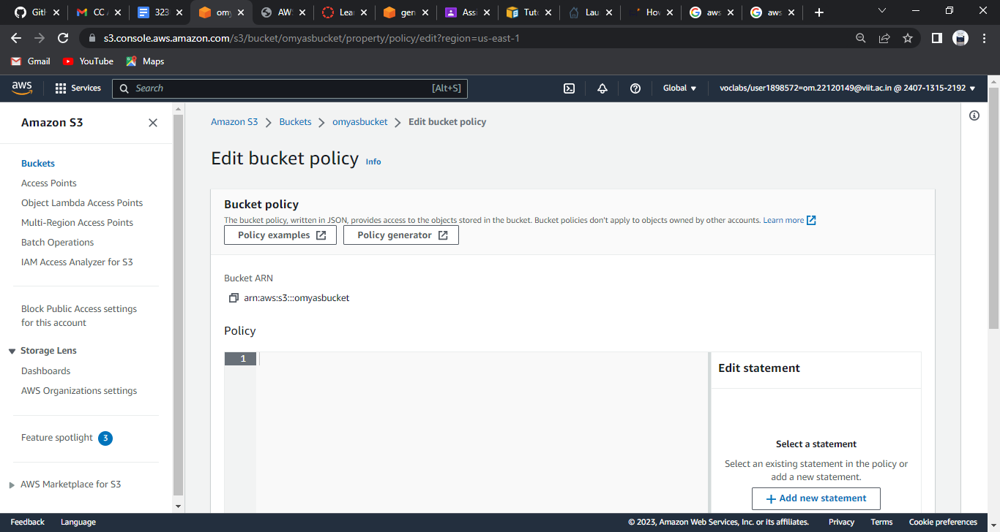 GitH
CC A
323
omy
AWS
Lear
gen
Assi
Tuto
Lau
How
aws
aws
s3.console.aws.amazon.com/s3/bucket/omyasbucket/property/policy/edit?region=us-east-1
Gmail
YouTube
Maps
aws
Services
Search
[Alt+S]
Global
voclabs/user1898572=om.22120149@viit.ac.in @ 2407-1315-2192
Amazon S3
Buckets
Access Points
Object Lambda Access Points
Multi-Region Access Points
Batch Operations
IAM Access Analyzer for S3
Block Public Access settings
for this account
Storage Lens
Dashboards
AWS Organizations settings
Feature spotlight 3
AWS Marketplace for S3
Amazon S3 > Buckets > omyasbucket > Edit bucket policy
Edit bucket policy Info
Bucket policy
The bucket policy, written in JSON, provides access to the objects stored in the bucket. Bucket policies don't apply to objects owned by other accounts. Learn more
Policy examples
Policy generator
Bucket ARN
arn:aws:s3:::omyasbucket
Policy
1
Edit statement
Select a statement
Select an existing statement in the policy or
add a new statement.
+ Add new statement
Feedback
Language
© 2023, Amazon Web Services, Inc. or its affiliates.
Privacy
Terms
Cookie preferences